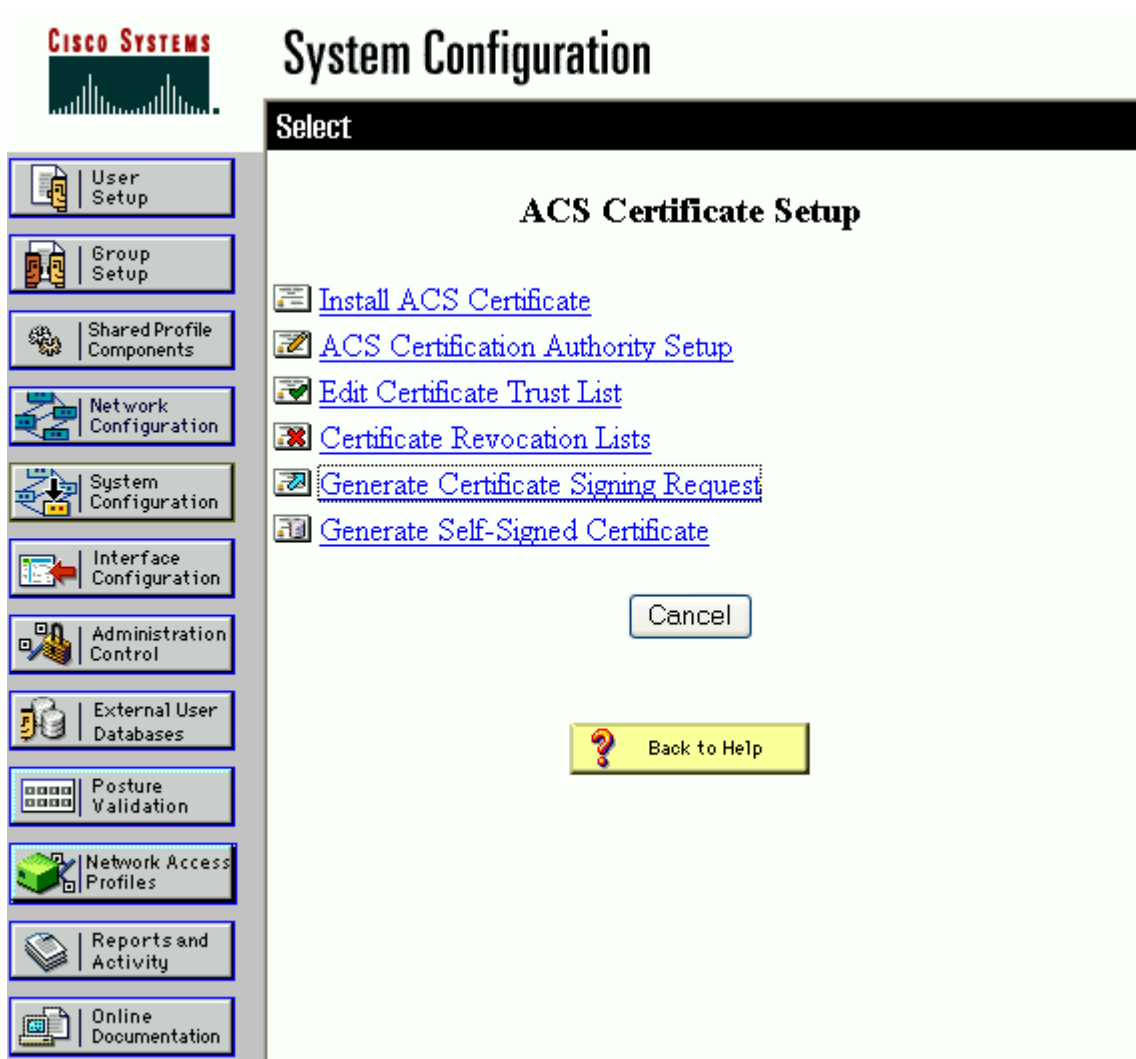 CISCO SYSTEMS
System Configuration
Select
User
Setup
Group
Setup
Shared Profile
Components
Network
Configuration
System
Configuration
Interface
Configuration
Administration
Control
External User
Databases
Posture
Validation
Network Access
Profiles
Reports and
Activity
Online
Documentation
ACS Certificate Setup
Install ACS Certificate
ACS Certification Authority Setup
Edit Certificate Trust List
Certificate Revocation Lists
Generate Certificate Signing Request
Generate Self-Signed Certificate
Cancel
? Back to Help